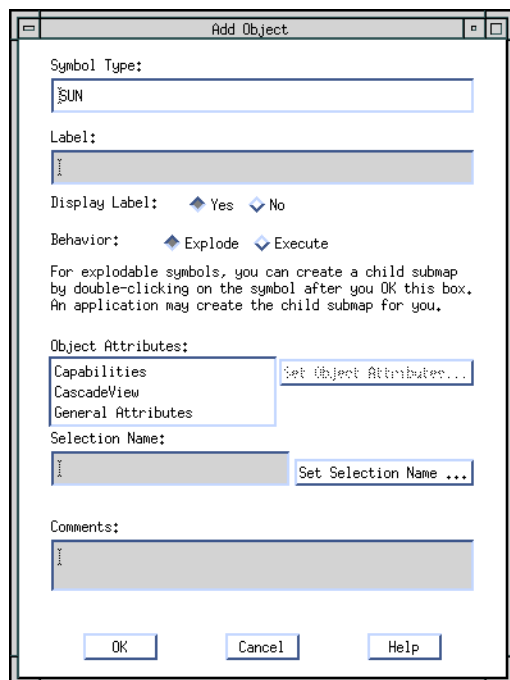 Add Object
Symbol Type:
SUN
Label:
Display Label: Yes No
Behavior: Explode Execute
For explodable symbols, you can create a child submap
by double-clicking on the symbol after you OK this box.
An application may create the child submap for you.
Object Attributes:
Capabilities
Set Object Attributes...
CascadeView
General Attributes
Selection Name:
Set Selection Name ...
Comments:
OK Cancel Help